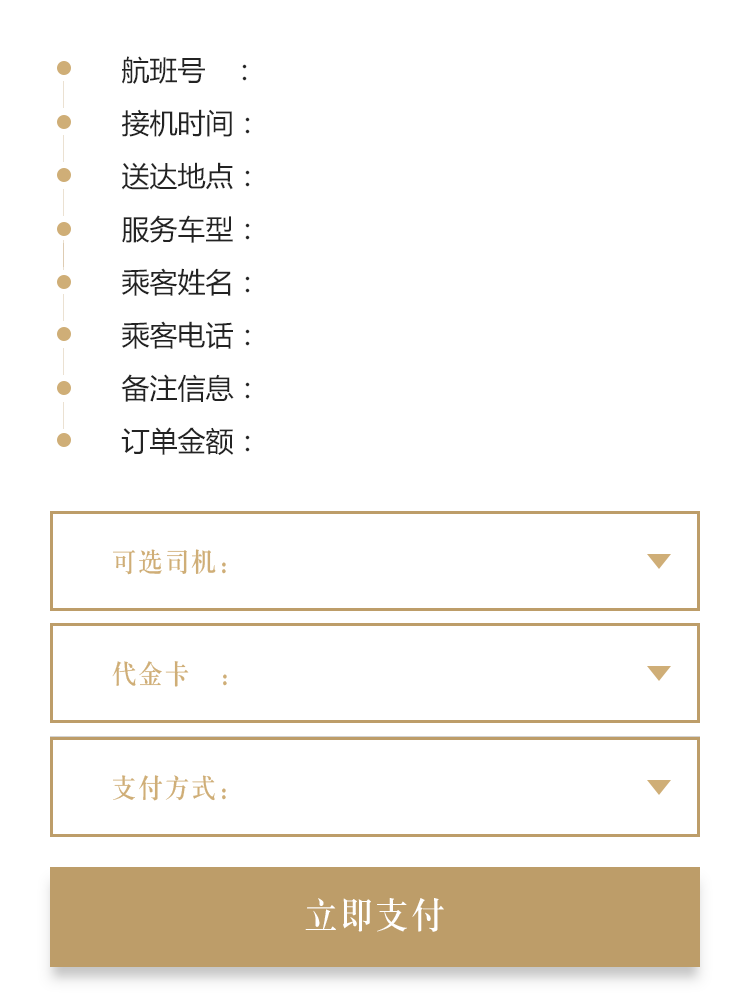 航班号 ：
接机时间：
送达地点：
服务车型：
乘客姓名：
乘客电话：
备注信息：
订单金额：
可选司机：
代金卡 ：
支付方式：
立即支付